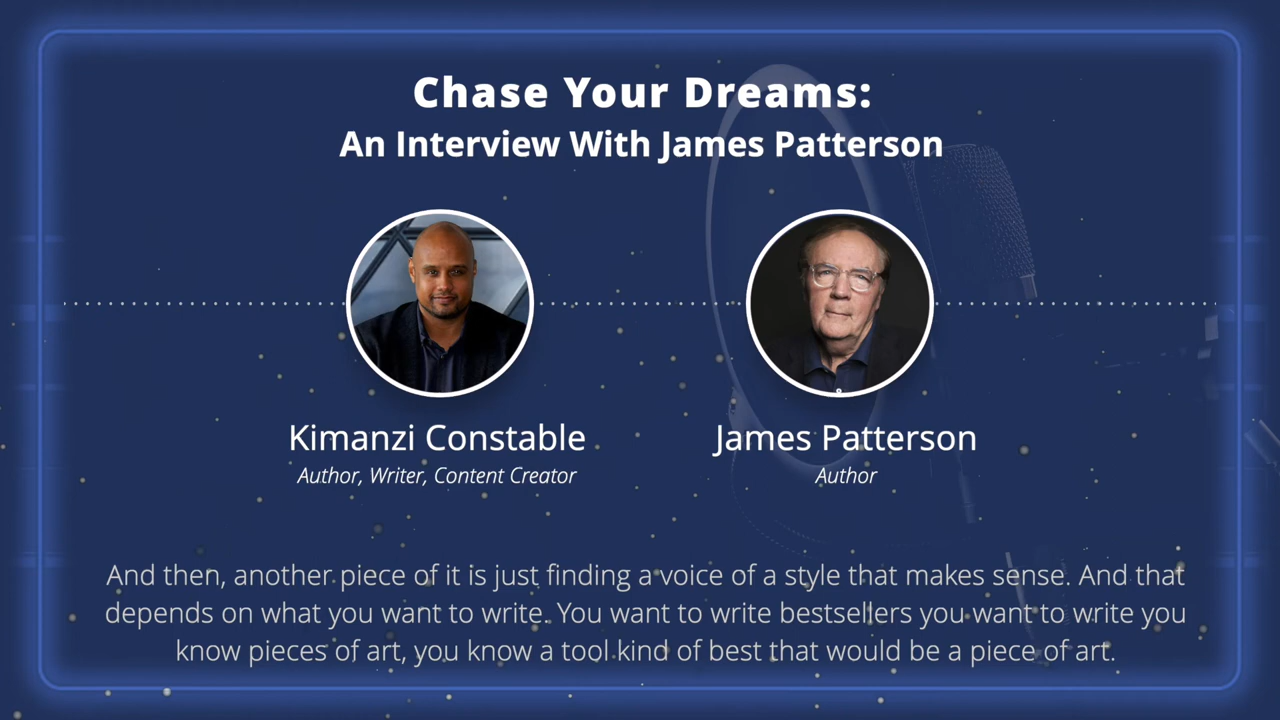 Chase Your Dreams:
An Interview With James Patterson
Kimanzi Constable
Author, Writer, Content Creator
James Patterson
Author
And then, another piece of it is just finding a voice of a style that makes sense. And that
depends on what you want to write. You want to write bestsellers you want to write you
know pieces of art, you know a tool kind of best that would be a piece of art.